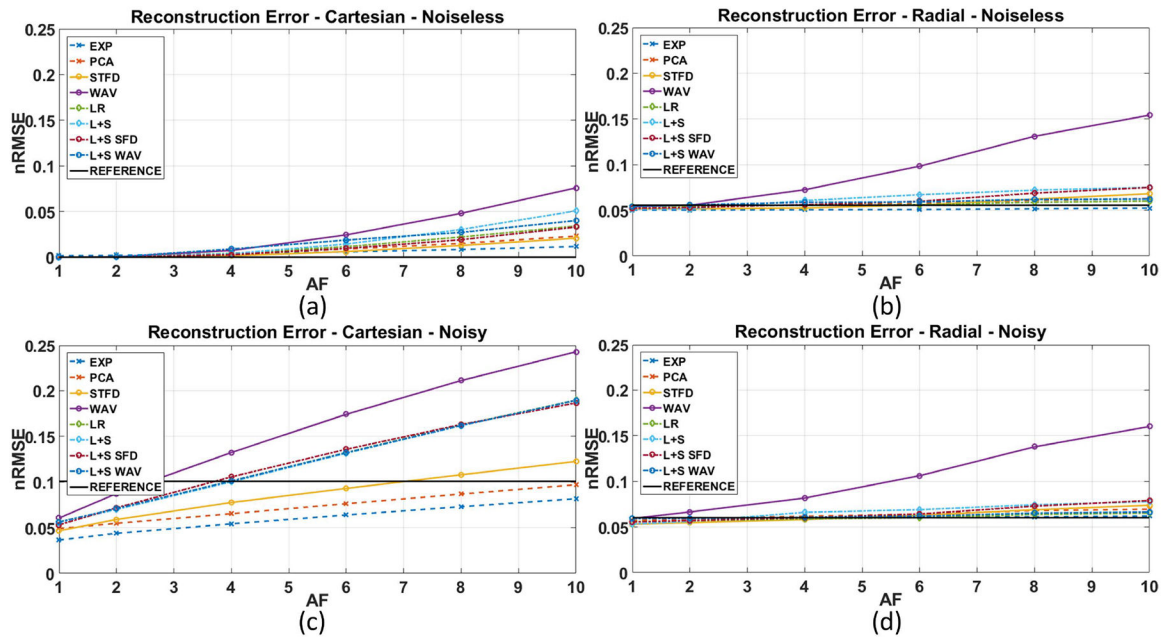 Reconstruction Error - Cartesian - Noiseless
0.25
0.2
0.15
0.1
0.05
0
nRMSE
EXP
PCA
STFD
WAV
LR
L+S
L+S SFD
L+S WAV
REFERENCE
1 2 3 4 5 6 7 8 9 10
AF
(a)
Reconstruction Error - Radial - Noiseless
0.25
0.2
0.15
0.1
0.05
0
nRMSE
EXP
PCA
STFD
WAV
LR
L+S
L+S SFD
L+S WAV
REFERENCE
1 2 3 4 5 6 7 8 9 10
AF
(b)
Reconstruction Error - Cartesian - Noisy
0.25
0.2
0.15
0.1
0.05
0
nRMSE
EXP
PCA
STFD
WAV
LR
L+S
L+S SFD
L+S WAV
REFERENCE
1 2 3 4 5 6 7 8 9 10
AF
(c)
Reconstruction Error - Radial - Noisy
0.25
0.2
0.15
0.1
0.05
0
nRMSE
EXP
PCA
STFD
WAV
LR
L+S
L+S SFD
L+S WAV
REFERENCE
1 2 3 4 5 6 7 8 9 10
AF
(d)